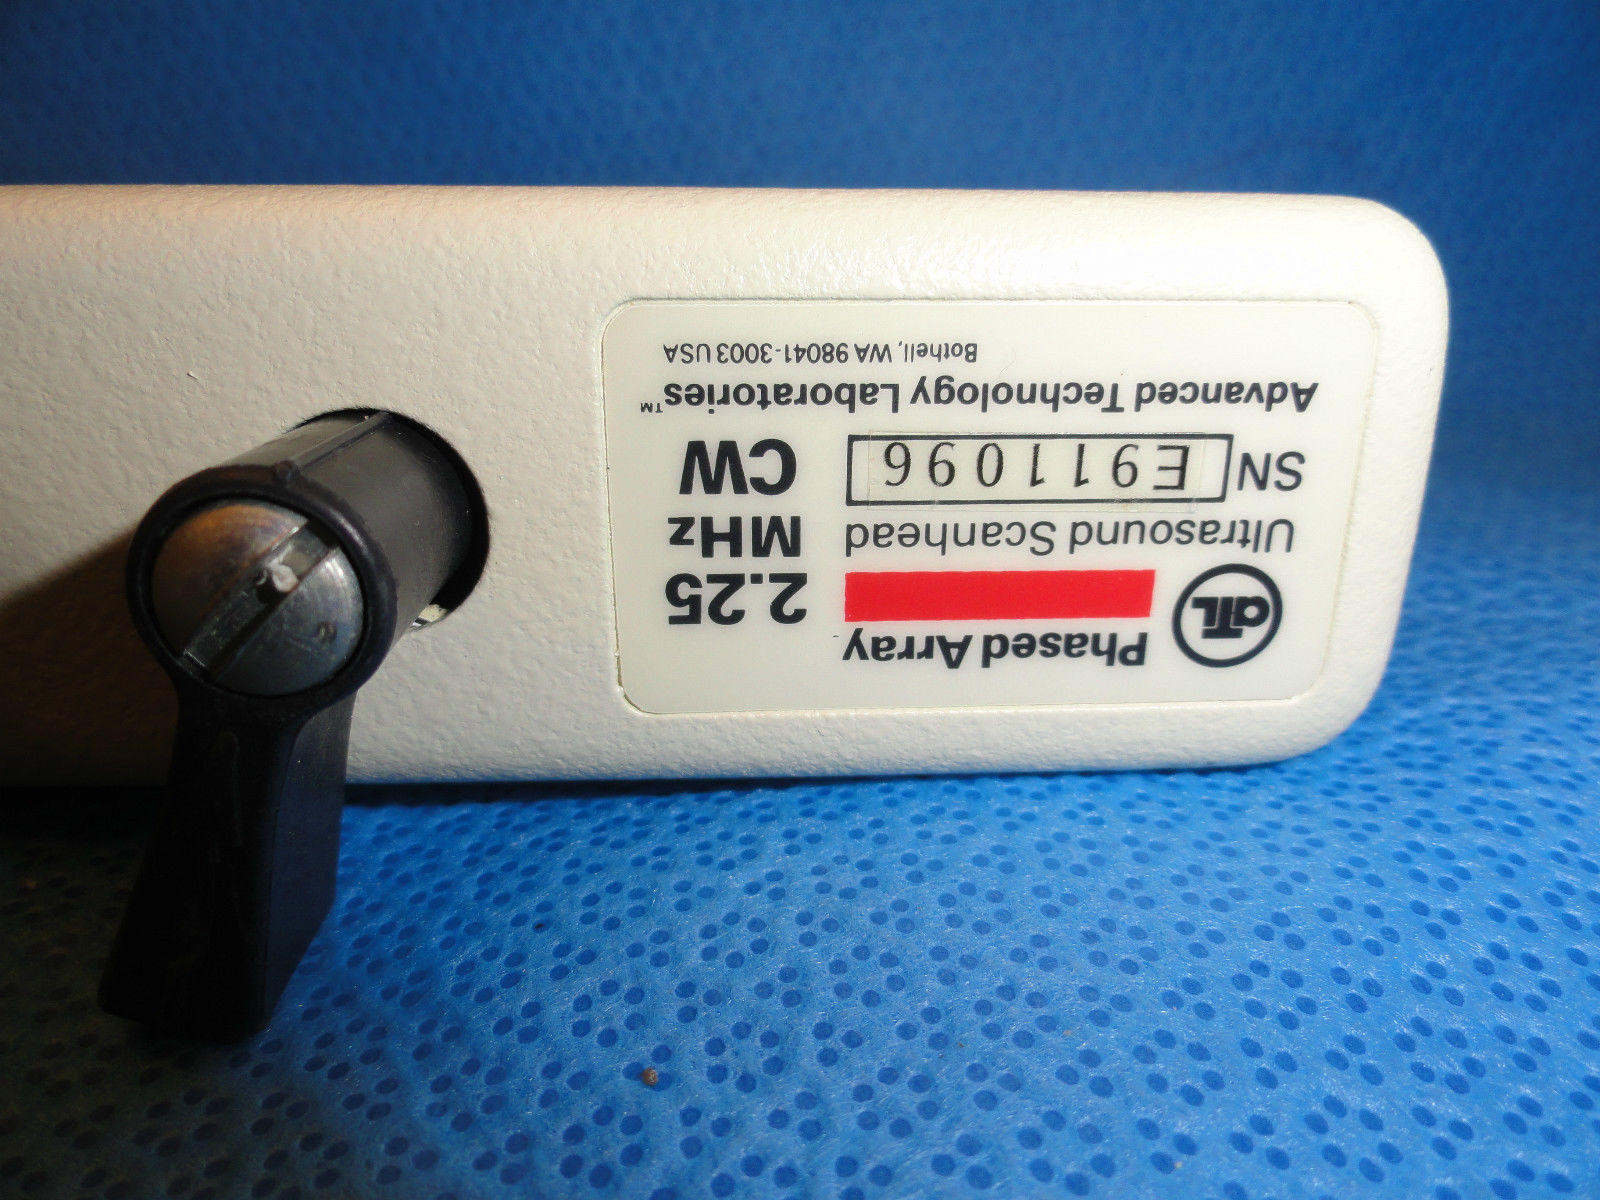 ATL
Phased Array
2.25
MHz
CW
Ultrasound Scanhead
SN E911096
Advanced Technology Laboratories™
Bothell, WA 98041-3003 USA